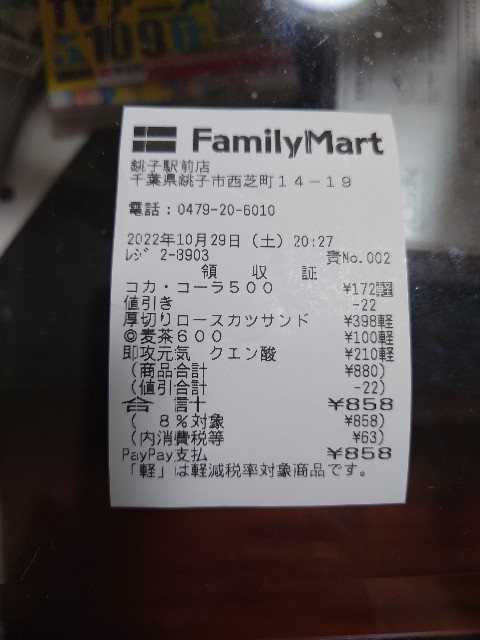 FamilyMart
銚子駅前店
千葉県銚子市西芝町14-19
電話:0479-20-6010
2022年10月29日(土)20:27
レジ 2-8903 責No.002
領 収 証
コカ・コーラ500 ¥172軽
値引き -22
厚切りロースカツサンド ¥398軽
◎麦茶600 ¥100軽
即攻元気 クエン酸 ¥210軽
(商品合計 ¥880)
(値引合計 -22)
合 計 ¥858
( 8%対象 ¥858)
(内消費税等 ¥63)
PayPay支払 ¥858
「軽」は軽減税率対象商品です。